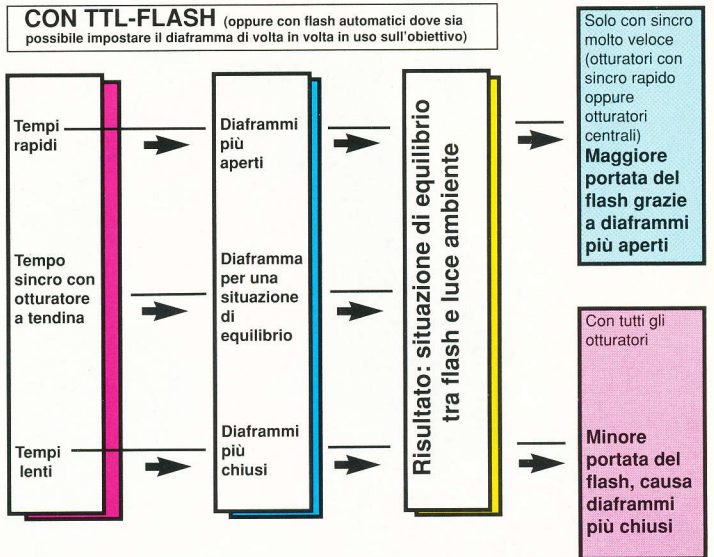 CON TTL-FLASH (oppure con flash automatici dove sia
possibile impostare il diaframma di volta in volta in uso sull'obiettivo)
Tempi
rapidi
Tempo
sincro con
otturatore
a tendina
Tempi
lenti
Diaframmi
più
aperti
Diaframma
per una
situazione
di
equilibrio
Diaframmi
più
chiusi
Risultato: situazione di equilibrio
tra flash e luce ambiente
Solo con sincro
molto veloce
(otturatori con
sincro rapido
oppure
otturatori
centrali)
Maggiore
portata del
flash grazie
a diaframmi
più aperti
Con tutti gli
otturatori
Minore
portata del
flash, causa
diaframmi
più chiusi